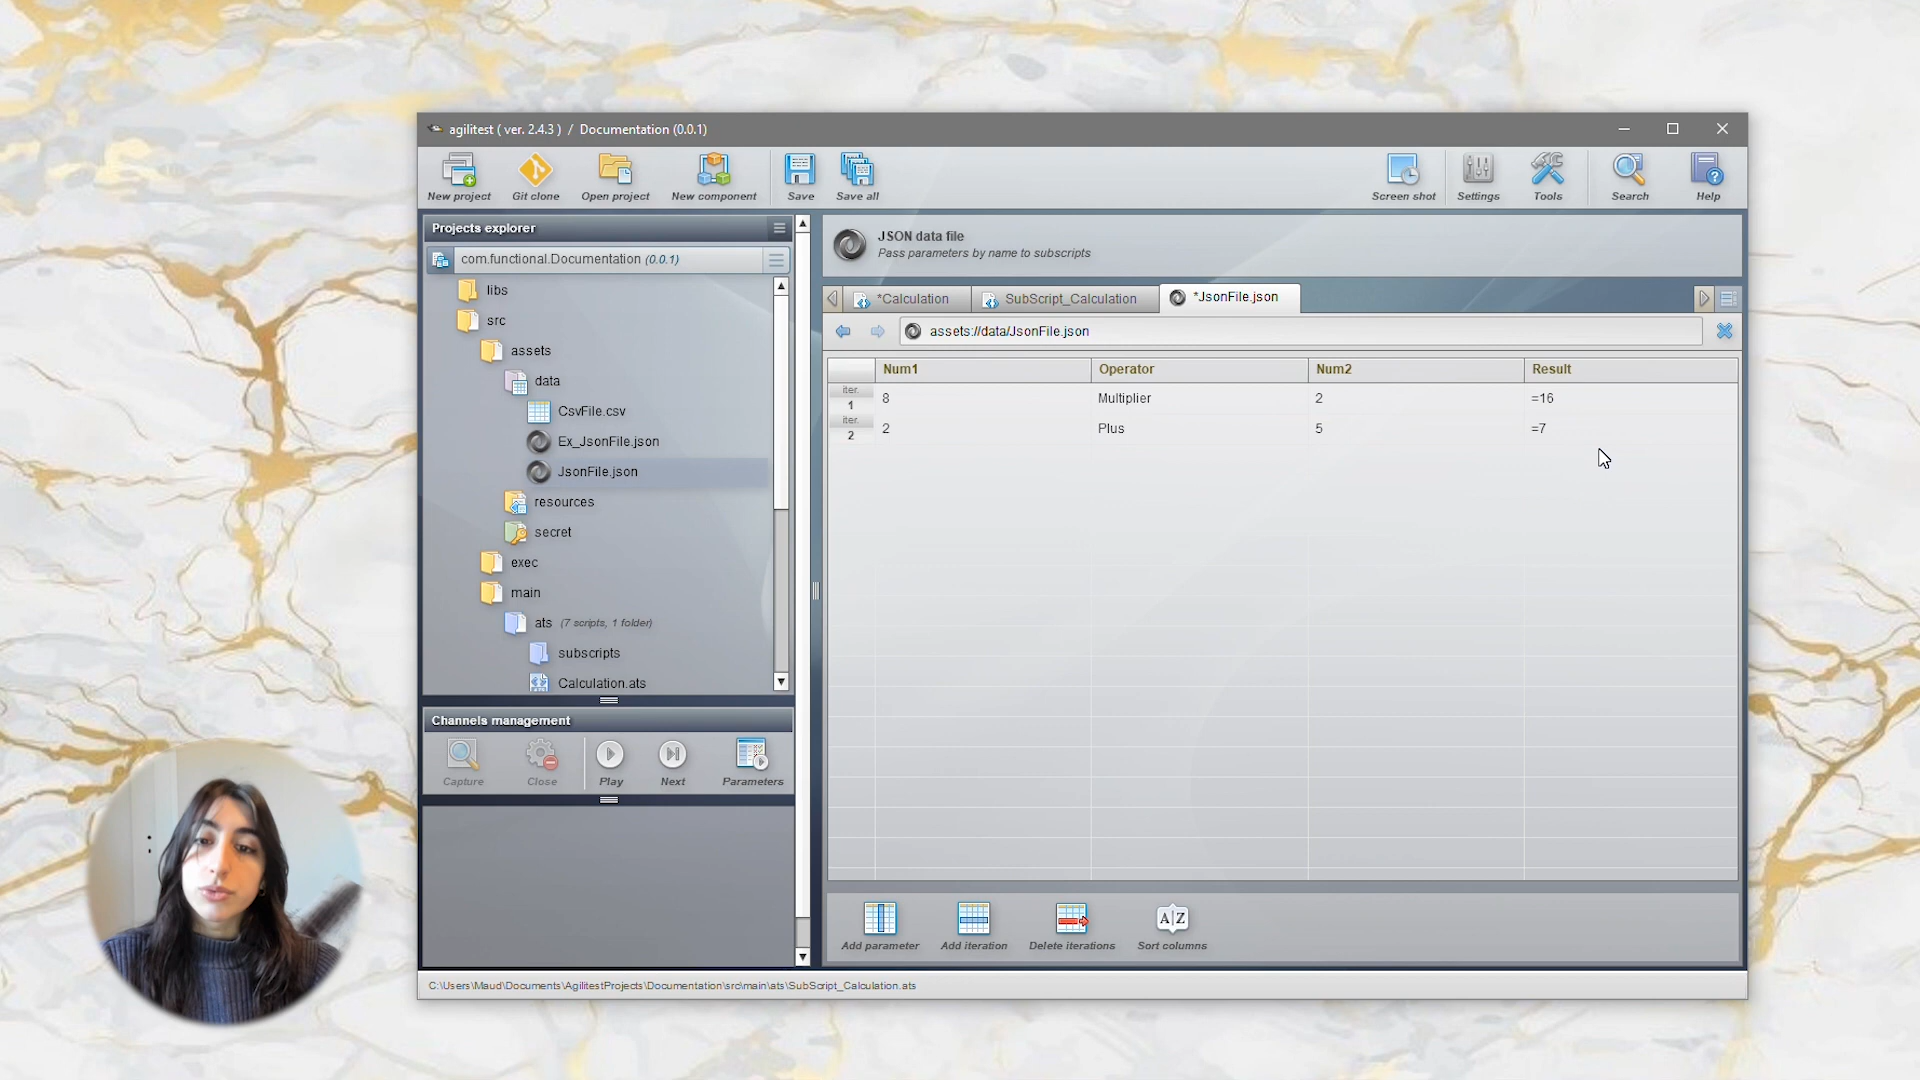 agilitest ( ver. 2.4.3 ) / Documentation (0.0.1)
New project
Git clone
Open project
New component
Save
Save all
Screen shot
Settings
Tools
Search
Help
Projects explorer
com.functional.Documentation (0.0.1)
libs
src
assets
data
CsvFile.csv
Ex_JsonFile.json
JsonFile.json
resources
secret
exec
main
ats (7 scripts, 1 folder)
subscripts
Calculation.ats
Channels management
Capture
Close
Play
Next
Parameters
JSON data file
Pass parameters by name to subscripts
*Calculation
SubScript_Calculation
*JsonFile.json
assets://data/JsonFile.json
Num1 Operator Num2 Result
iter. 1 8 Multiplier 2 =16
iter. 2 2 Plus 5 =7
A|Z
Add parameter
Add iteration
Delete iterations
Sort columns
C:\Users\Maud\Documents\AgilitestProjects\Documentation\src\main\ats\SubScript_Calculation.ats